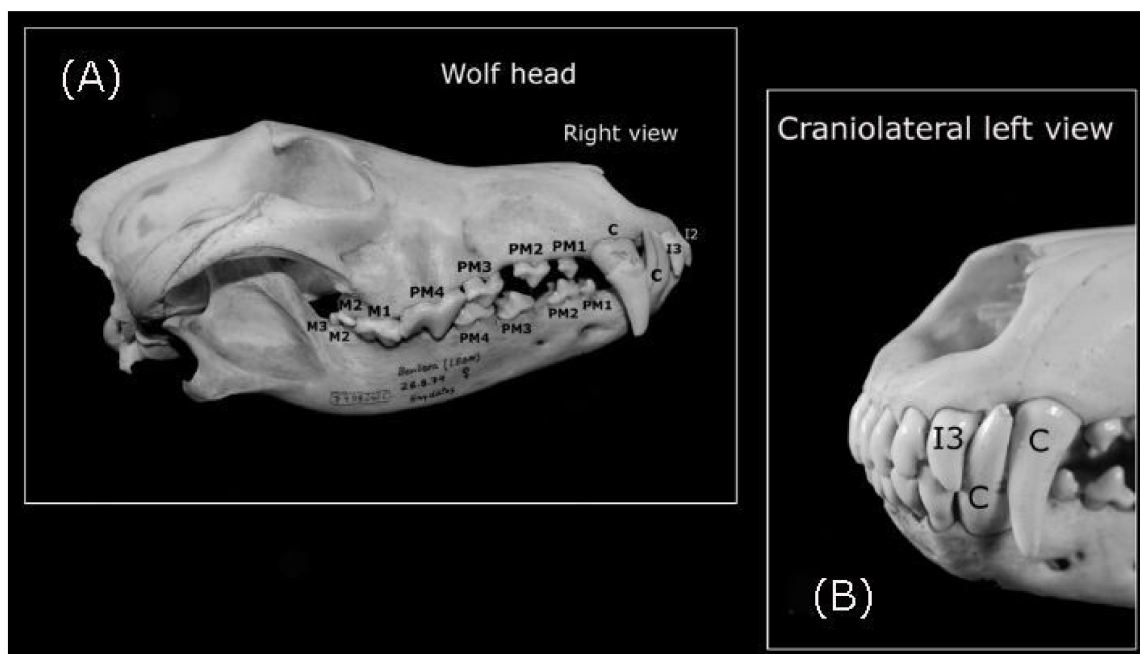 (A)
Wolf head
Right view
C
I2
I3
PM2 PM1
C
PM3
PM4
M2 M1
M3
M2
PM4
PM3
PM2
PM1
26.8.74 ♀
Craniolateral left view
I3
C
C
(B)